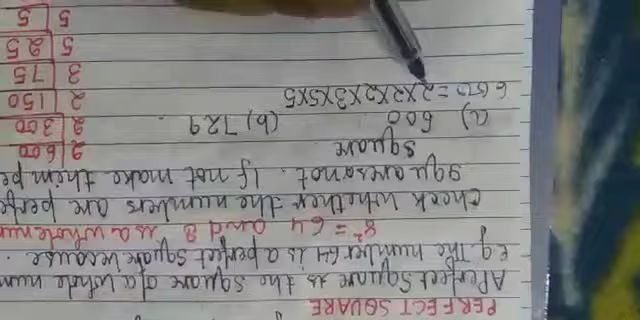 PERFECT SQUARE
A Perfect Square is the square of a whole num
E.g. The number 64 is a perfect square because.
8² = 64 and 8 is a whole num
Check whether the numbers are perfe
not. If not make them pe
square
2 | 600
(a) 600 (b) 729
2 | 300
= 2×2×2×3×5×5
2 | 150
3 | 75
5 | 25
5 | 5